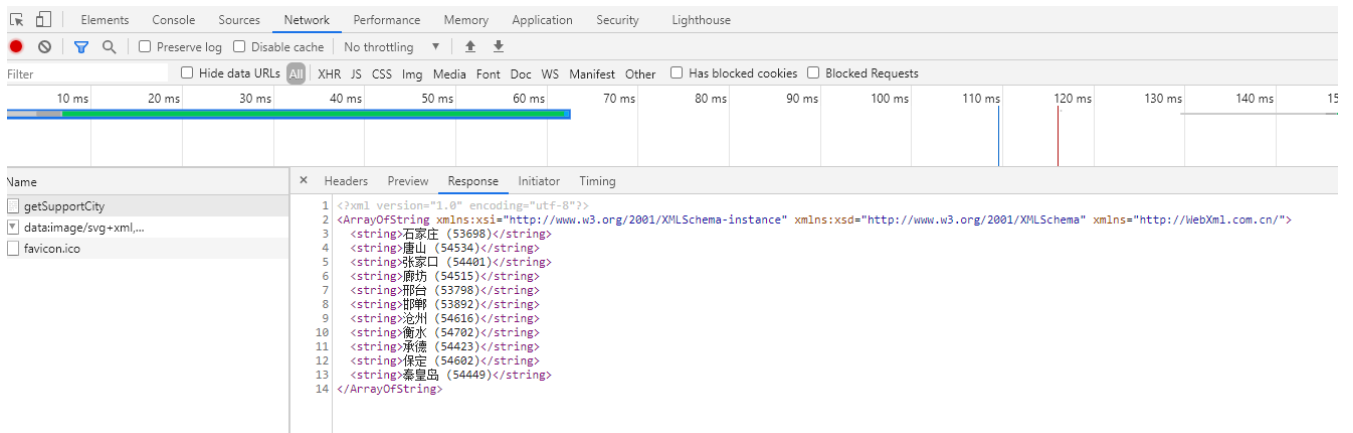 Elements Console Sources Network Performance Memory Application Security Lighthouse
Preserve log Disable cache No throttling ▼
Filter Hide data URLs All XHR JS CSS Img Media Font Doc WS Manifest Other Has blocked cookies Blocked Requests
10 ms 20 ms 30 ms 40 ms 50 ms 60 ms 70 ms 80 ms 90 ms 100 ms 110 ms 120 ms 130 ms 140 ms 15
Name × Headers Preview Response Initiator Timing
getSupportCity
data:image/svg+xml,...
favicon.ico
1 <?xml version="1.0" encoding="utf-8"?>
2 <ArrayOfString xmlns:xsi="http://www.w3.org/2001/XMLSchema-instance" xmlns:xsd="http://www.w3.org/2001/XMLSchema" xmlns="http://WebXml.com.cn/">
3 <string>石家庄 (53698)</string>
4 <string>唐山 (54534)</string>
5 <string>张家口 (54401)</string>
6 <string>廊坊 (54515)</string>
7 <string>邢台 (53798)</string>
8 <string>邯郸 (53892)</string>
9 <string>沧州 (54616)</string>
10 <string>衡水 (54702)</string>
11 <string>承德 (54423)</string>
12 <string>保定 (54602)</string>
13 <string>秦皇岛 (54449)</string>
14 </ArrayOfString>